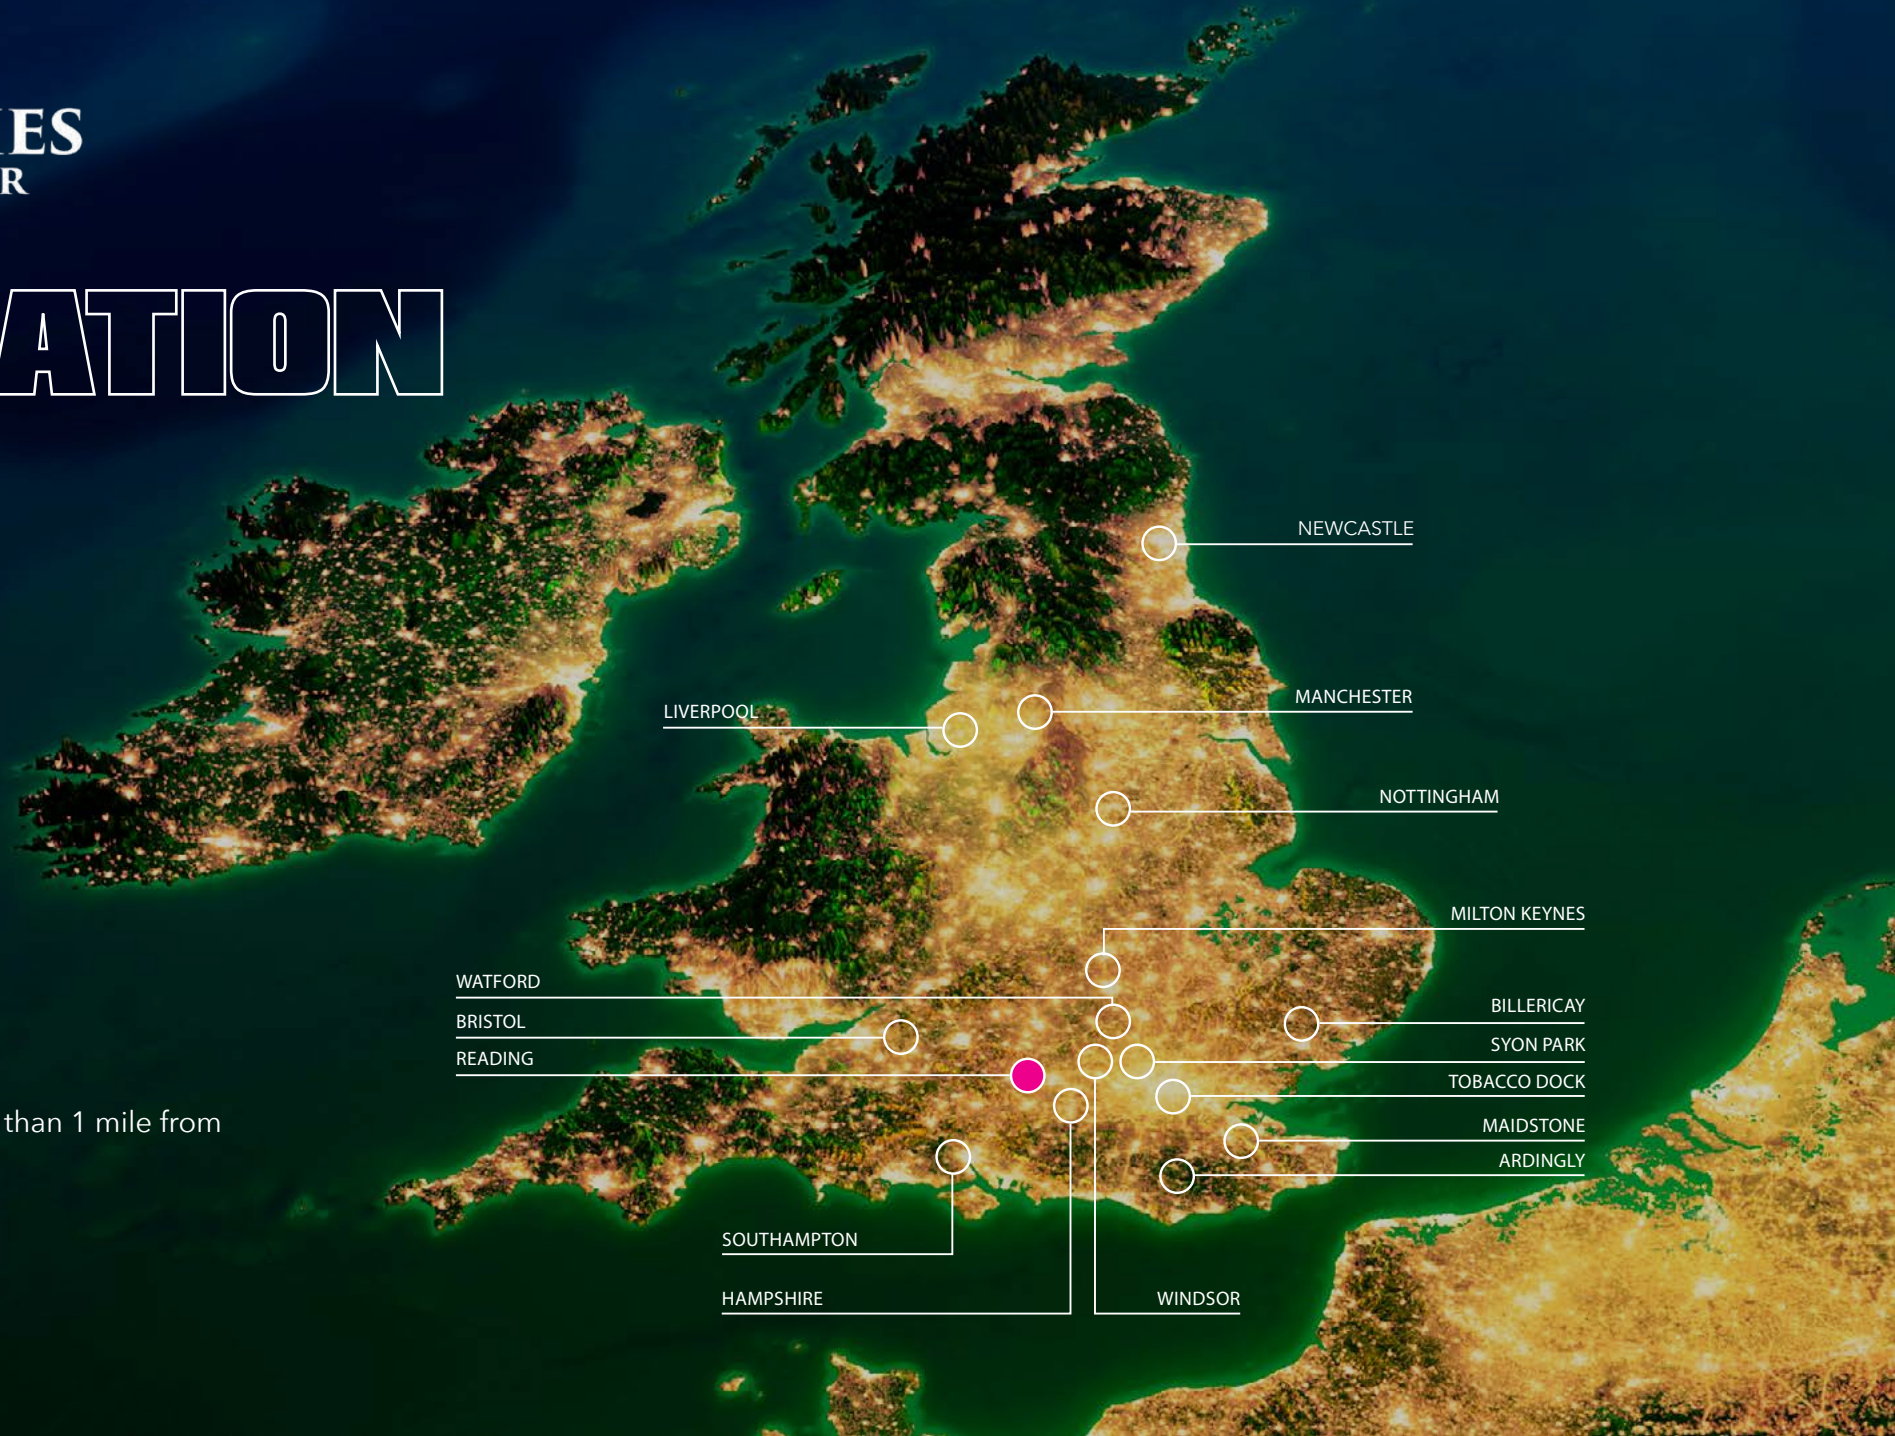 IES
R
ATION
NEWCASTLE
MANCHESTER
LIVERPOOL
NOTTINGHAM
MILTON KEYNES
WATFORD
BILLERICAY
BRISTOL
SYON PARK
READING
TOBACCO DOCK
than 1 mile from
MAIDSTONE
ARDINGLY
SOUTHAMPTON
HAMPSHIRE
WINDSOR